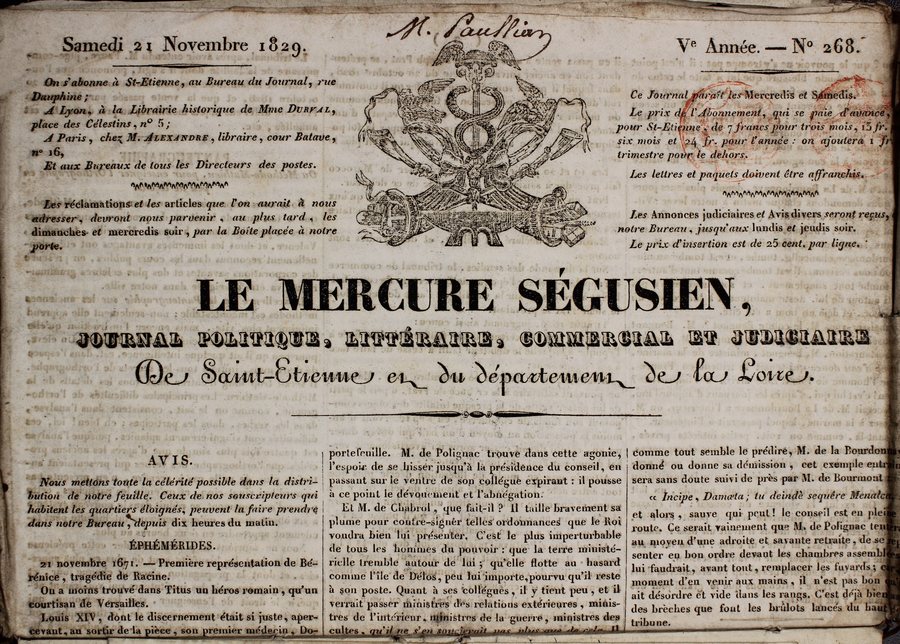 M. Paullian
Samedi 21 Novembre 1829.
On s'abonne à St-Etienne, au Bureau du Journal, rue
Dauphine ;
A Lyon, à la Librairie historique de Mme DURVAL,
place des Célestins, nº 5 ;
A Paris, chez M. ALEXANDRE, libraire, cour Batave,
nº 16,
Et aux Bureaux de tous les Directeurs des postes.
Les réclamations et les articles que l'on aurait à nous
adresser, devront nous parvenir, au plus tard, les
dimanches et mercredis soir, par la Boîte placée à notre
porte.
Ve Année. — Nº 268.
Ce Journal paraît les Mercredis et Samedis.
Le prix de l'Abonnement, qui se paie d'avance,
pour St-Etienne, de 7 francs pour trois mois, 13 fr.
six mois et 24 fr. pour l'année : on ajoutera 1 fr
trimestre pour le dehors.
Les lettres et paquets doivent être affranchis.
Les Annonces judiciaires et Avis divers seront reçus,
notre Bureau, jusqu'aux lundis et jeudis soir.
Le prix d'insertion est de 25 cent. par ligne.
LE MERCURE SÉGUSIEN,
JOURNAL POLITIQUE, LITTÉRAIRE, COMMERCIAL ET JUDICIAIRE
De Saint-Etienne et du département de la Loire.
AVIS.
Nous mettons toute la célérité possible dans la distri-
bution de notre feuille. Ceux de nos souscripteurs qui
habitent les quartiers éloignés, peuvent la faire prendre
dans notre Bureau, depuis dix heures du matin.
ÉPHÉMÉRIDES.
21 novembre 1671. — Première représentation de Bé-
rénice, tragédie de Racine.
On a moins trouvé dans Titus un héros romain, qu'un
courtisan de Versailles.
Louis XIV, dont le discernement était si juste, aper-
cevant, au sortir de la pièce, son premier médecin, Do-
portefeuille. M. de Polignac trouve dans cette agonie,
l'espoir de se hisser jusqu'à la présidence du conseil, en
passant sur le ventre de son collègue expirant : il pousse
à ce point le dévoûment et l'abnégation.
Et M. de Chabrol, que fait-il ? Il taille bravement sa
plume pour contre-signer telles ordonnances que le Roi
voudra bien lui présenter. C'est le plus imperturbable
de tous les hommes du pouvoir : que la terre ministé-
rielle tremble autour de lui ; qu'elle flotte au hasard
comme l'île de Délos, peu lui importe, pourvu qu'il reste
à son poste. Quant à ses collègues, il y tient peu, et il
verrait passer ministres des relations extérieures, minis-
tres de l'intérieur, ministres de la guerre, ministres des
cultes, qu'il ne s'en soucierait pas plus que de cela. Il
comme tout semble le prédire, M. de la Bourdonn
donné ou donne sa démission, cet exemple entraî
sera sans doute suivi de près par M. de Bourmont
« Incipe, Damœta; tu deindè sequêre Menalca
et alors, sauve qui peut! le conseil est en pleine
route. Ce serait vainement que M. de Polignac tente
au moyen d'une adroite et savante retraite, de se
senter en bon ordre devant les chambres assemblé
lui faudrait, avant tout, remplacer les fuyards; c
moment d'en venir aux mains, il n'est pas bon q
ait désordre et vide dans les rangs. C'est déjà bien
des brèches que font les brûlots lancés du haut
tribune.